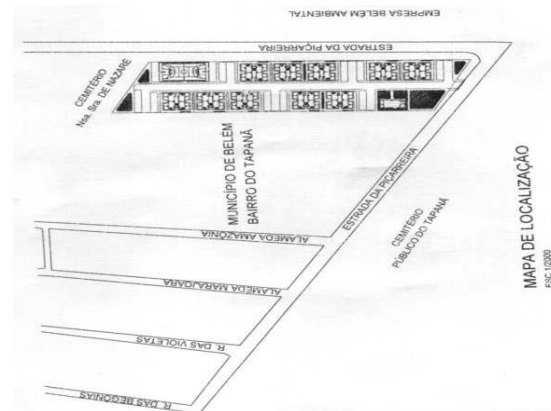 EMPRESA BELÉM AMBIENTAL
ESTRADA DA PIÇARREIRA
CEMITÉRIO
Nsa. Sra. DE NAZARÉ
MUNICÍPIO DE BELÉM
BAIRRO DO TAPANÃ
ESTRADA DA PIÇARREIRA
CEMITÉRIO
PÚBLICO DO TAPANÃ
ALAMEDA AMAZÔNIA
ALAMEDA MARAJOARA
R. DAS VIOLETAS
R. DAS BEGÔNIAS
MAPA DE LOCALIZAÇÃO
ESC 1/2000